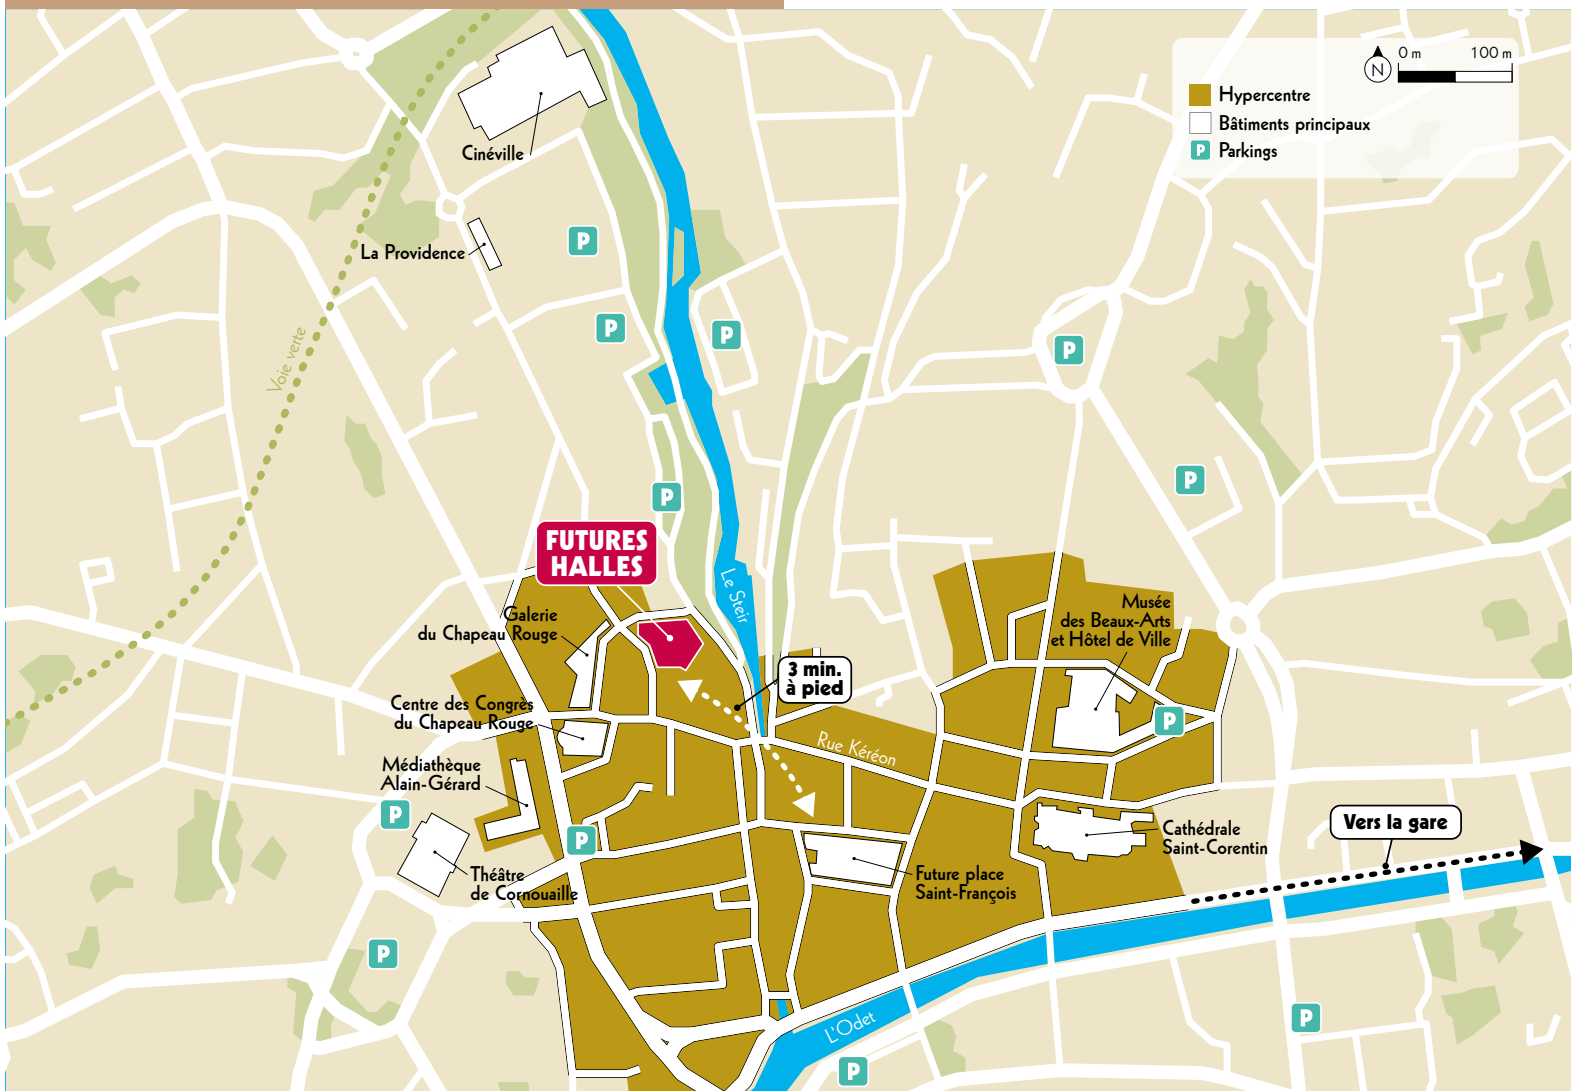 0 m 100 m
N
Hypercentre
Bâtiments principaux
P Parkings
Cinéville
La Providence
P
P
P
P
Voie verte
P
P
FUTURES
HALLES
Le Steir
Galerie
du Chapeau Rouge
Musée
des Beaux-Arts
et Hôtel de Ville
3 min.
à pied
Centre des Congrès
du Chapeau Rouge
P
Rue Kéréon
Médiathèque
Alain-Gérard
P
P
Vers la gare
Cathédrale
Saint-Corentin
Théâtre
de Cornouaille
Future place
Saint-François
P
L'Odet
P
P